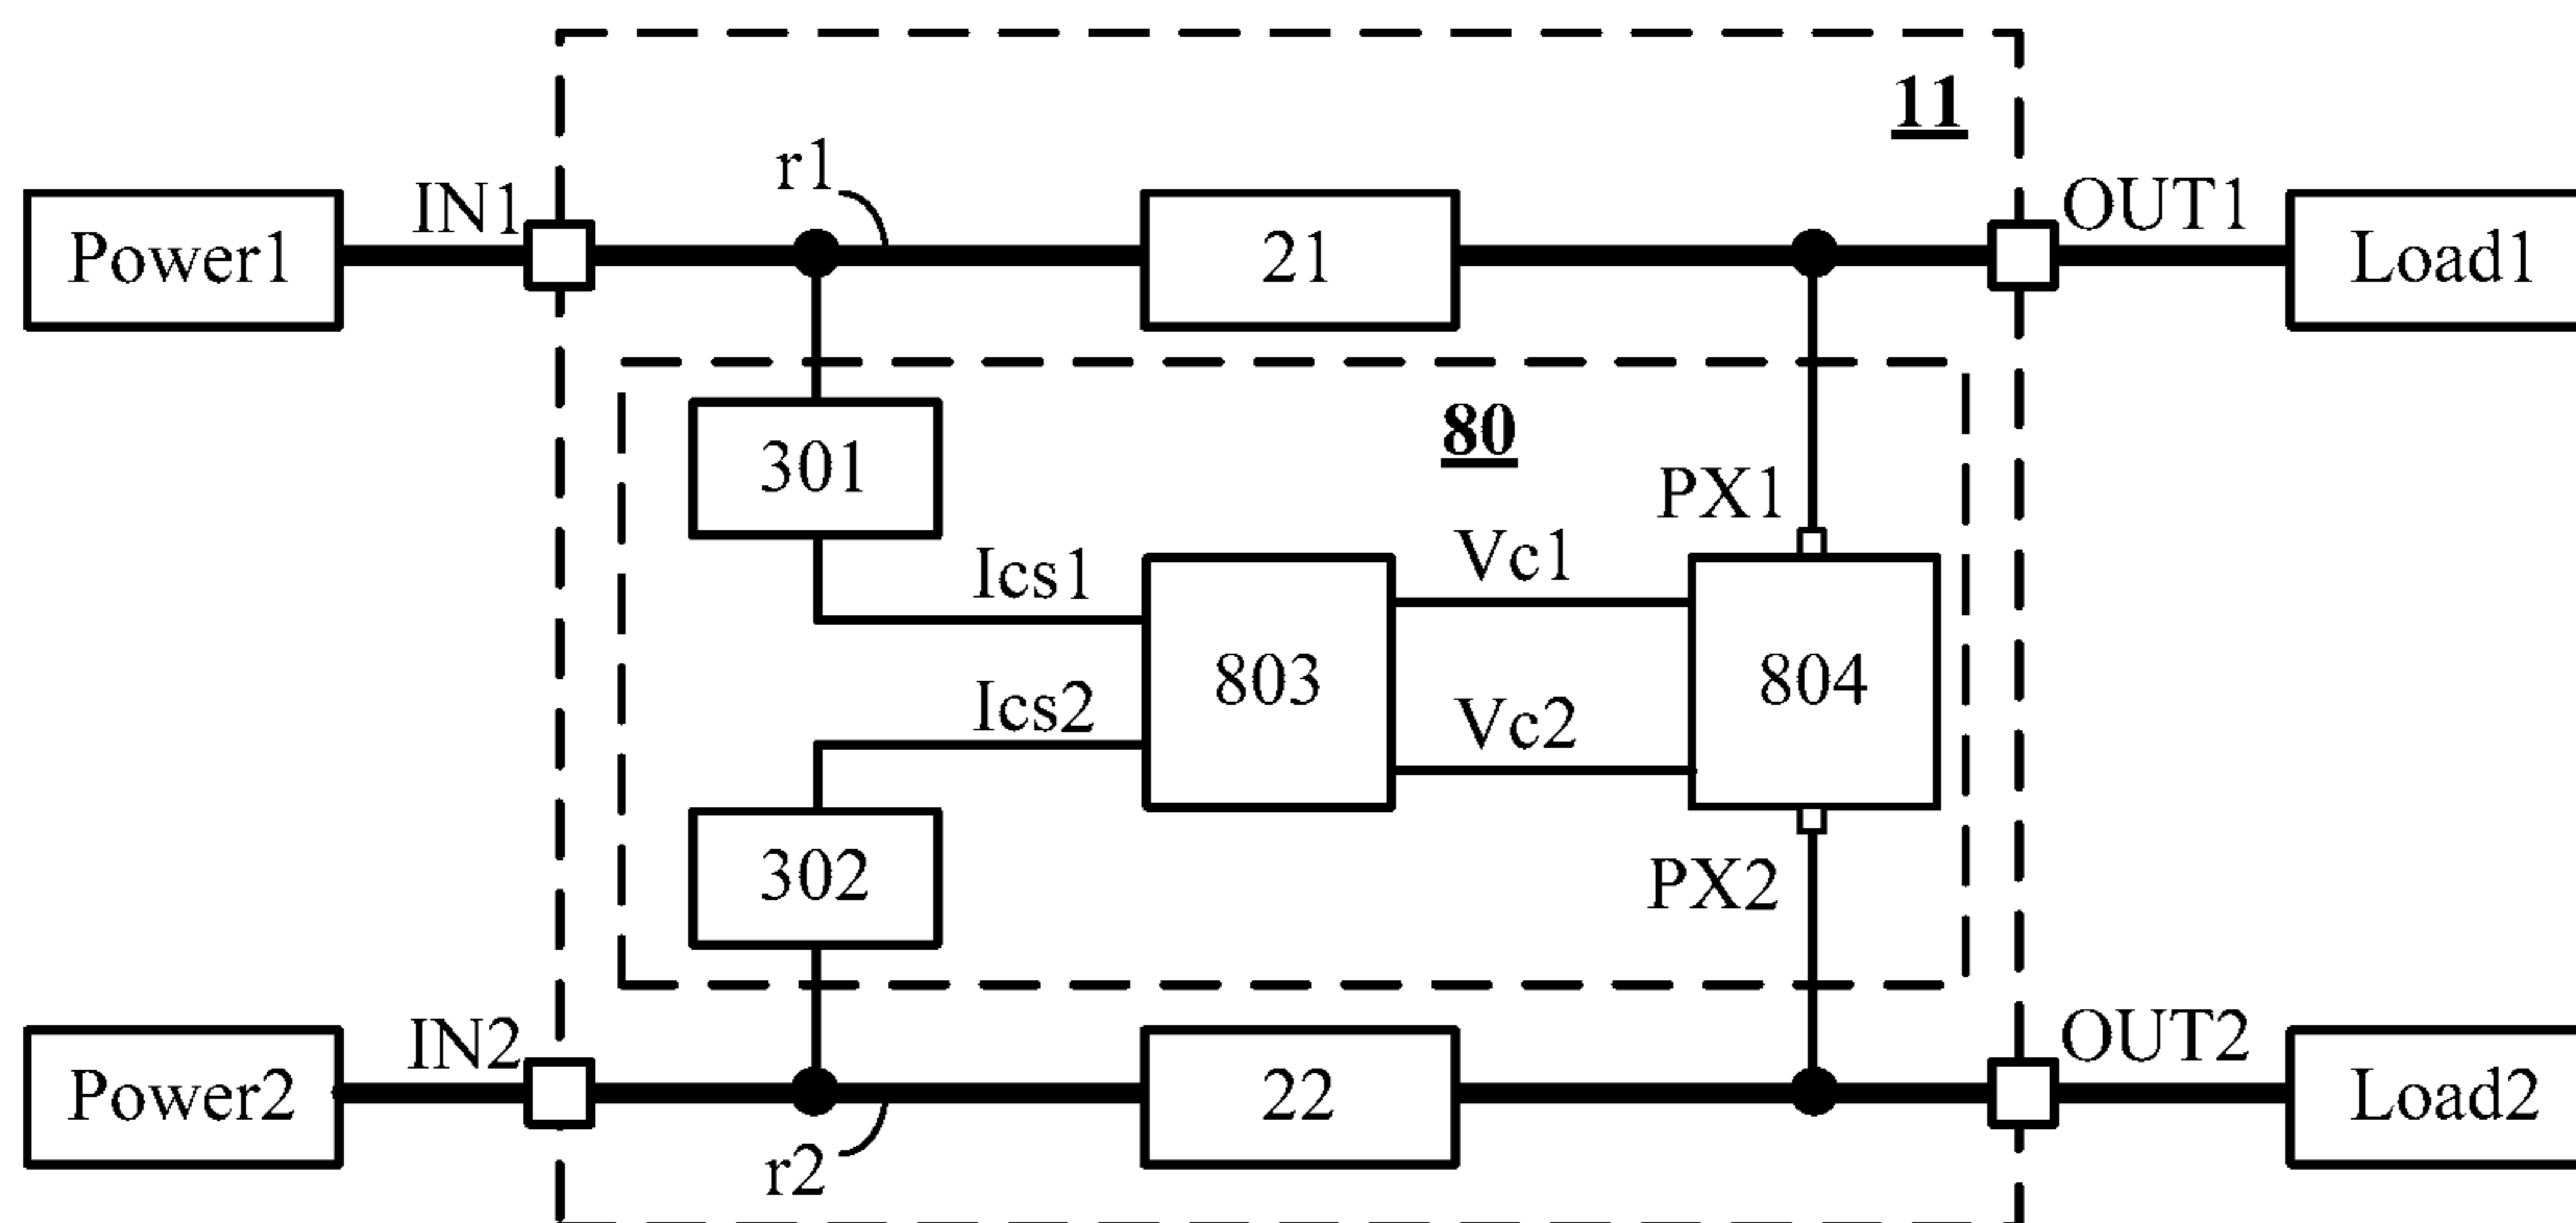 11
r1
IN1
OUT1
Power1
21
Load1
80
301
PX1
Ics1
Vc1
803
804
Ics2
Vc2
302
PX2
IN2
OUT2
Power2
22
Load2
r2